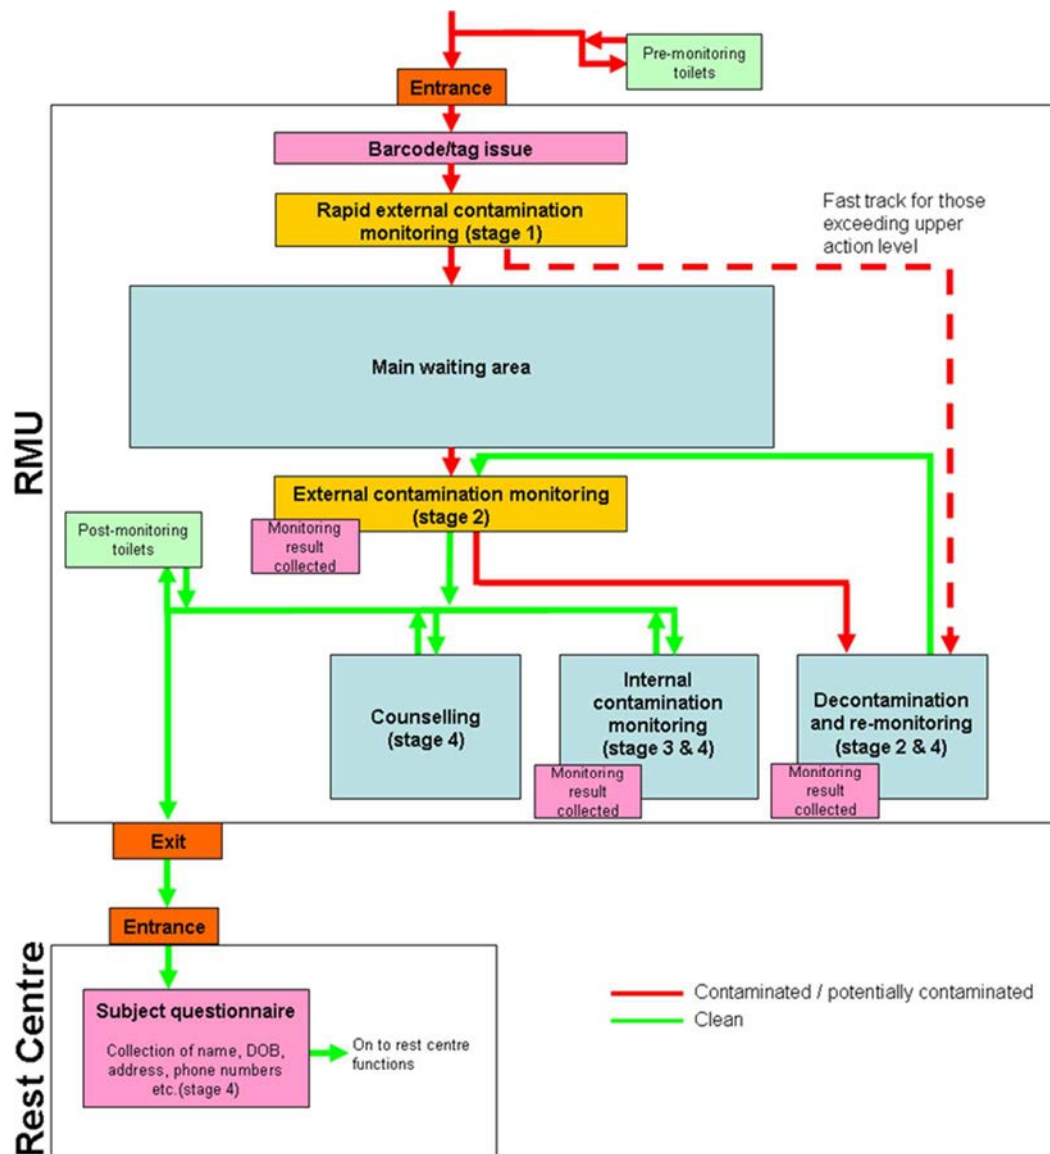 Pre-monitoring
toilets
Entrance
Barcode/tag issue
Rapid external contamination
monitoring (stage 1)
Fast track for those
exceeding upper
action level
Main waiting area
RMU
External contamination monitoring
(stage 2)
Monitoring
result
collected
Post-monitoring
toilets
Counselling
(stage 4)
Internal
contamination
monitoring
(stage 3 & 4)
Monitoring
result
collected
Decontamination
and re-monitoring
(stage 2 & 4)
Monitoring
result
collected
Exit
Entrance
Rest Centre
Subject questionnaire
Collection of name, DOB,
address, phone numbers
etc.(stage 4)
On to rest centre
functions
Contaminated / potentially contaminated
Clean